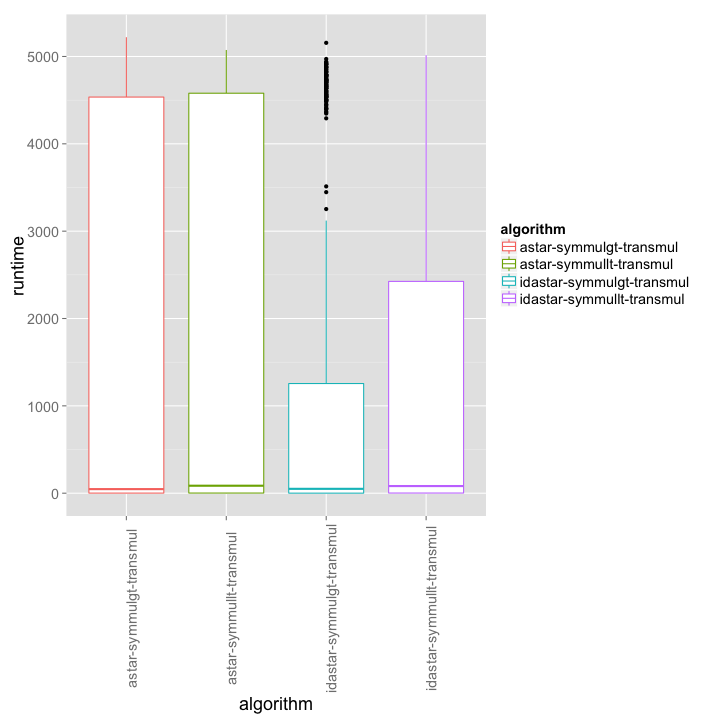 5000
4000
3000
2000
1000
0
runtime
astar-symmulgt-transmul
astar-symmullt-transmul
idastar-symmulgt-transmul
idastar-symmullt-transmul
algorithm
algorithm
astar-symmulgt-transmul
astar-symmullt-transmul
idastar-symmulgt-transmul
idastar-symmullt-transmul